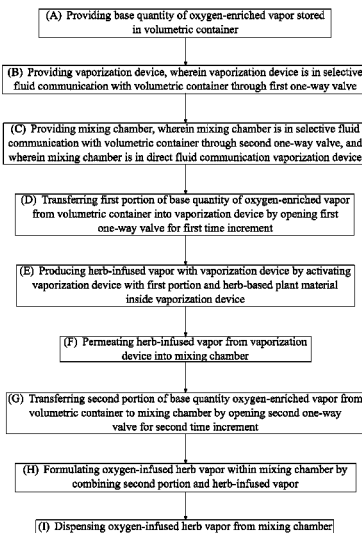 (A) Providing base quantity of oxygen-enriched vapor stored
in volumetric container
(B) Providing vaporization device, wherein vaporization device is in selective
fluid communication with volumetric container through first one-way valve
(C) Providing mixing chamber, wherein mixing chamber is in selective fluid
communication with volumetric container through second one-way valve, and
wherein mixing chamber is in direct fluid communication vaporization device
(D) Transferring first portion of base quantity of oxygen-enriched vapor
from volumetric container into vaporization device by opening first
one-way valve for first time increment
(E) Producing herb-infused vapor with vaporization device by activating
vaporization device with first portion and herb-based plant material
inside vaporization device
(F) Permeating herb-infused vapor from vaporization
device into mixing chamber
(G) Transferring second portion of base quantity oxygen-enriched vapor from
volumetric container to mixing chamber by opening second one-way
valve for second time increment
(H) Formulating oxygen-infused herb vapor within mixing chamber by
combining second portion and herb-infused vapor
(I) Dispensing oxygen-infused herb vapor from mixing chamber